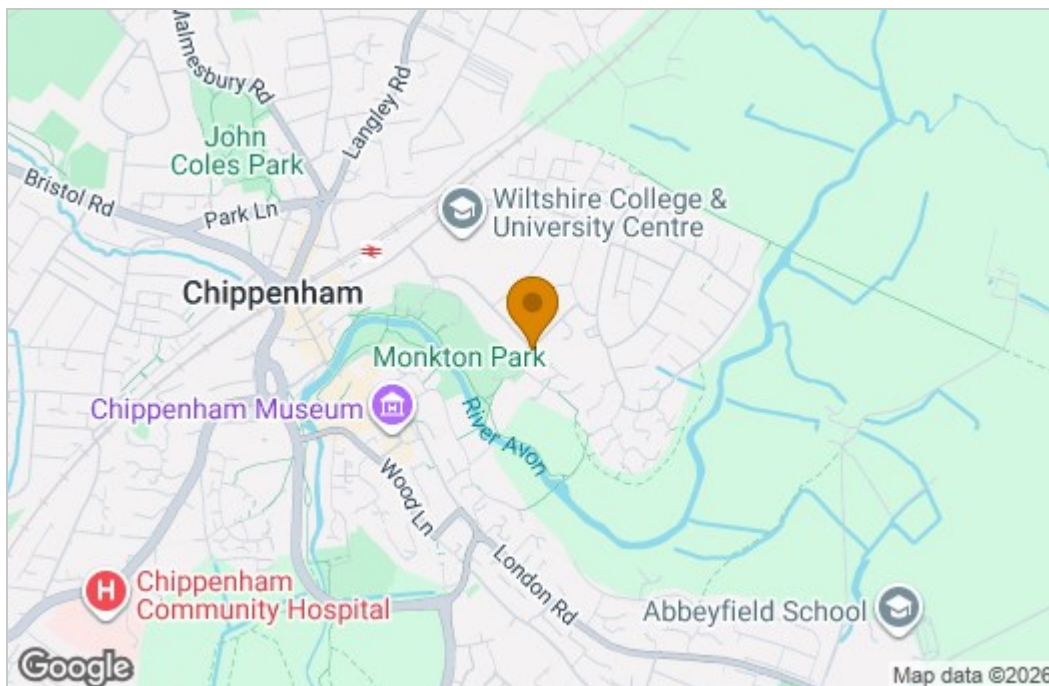 Malmesbury Rd
Langley Rd
John
Coles Park
Bristol Rd
Park Ln
Wiltshire College &
University Centre
Chippenham
Monkton Park
Chippenham Museum
River Avon
Wood Ln
London Rd
Chippenham
Community Hospital
Abbeyfield School
Google
Map data ©2026